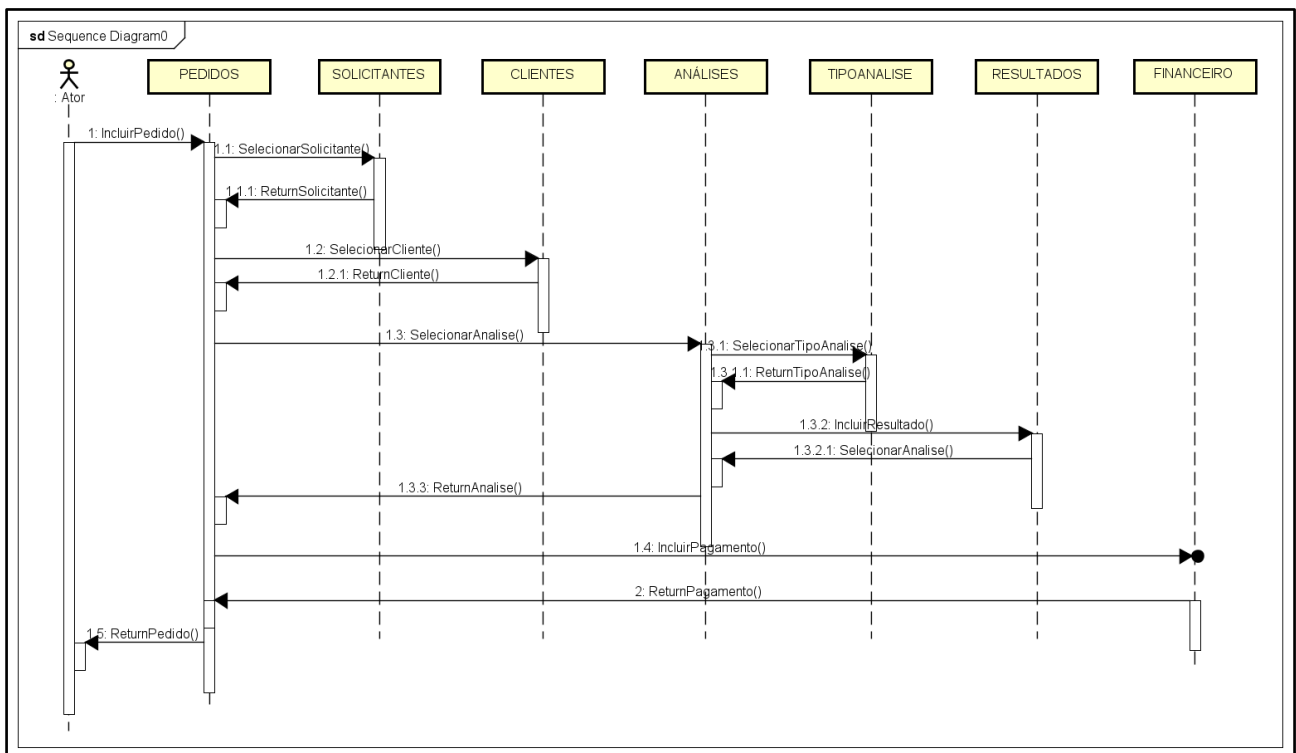 sd Sequence Diagram0
: Ator
PEDIDOS
SOLICITANTES
CLIENTES
ANÁLISES
TIPOANALISE
RESULTADOS
FINANCEIRO
1: IncluirPedido()
1.1: SelecionarSolicitante()
1.1.1: ReturnSolicitante()
1.2: SelecionarCliente()
1.2.1: ReturnCliente()
1.3: SelecionarAnalise()
1.3.1: SelecionarTipoAnalise()
1.3.1.1: ReturnTipoAnalise()
1.3.2: IncluirResultado()
1.3.2.1: SelecionarAnalise()
1.3.3: ReturnAnalise()
1.4: IncluirPagamento()
2: ReturnPagamento()
1.5: ReturnPedido()